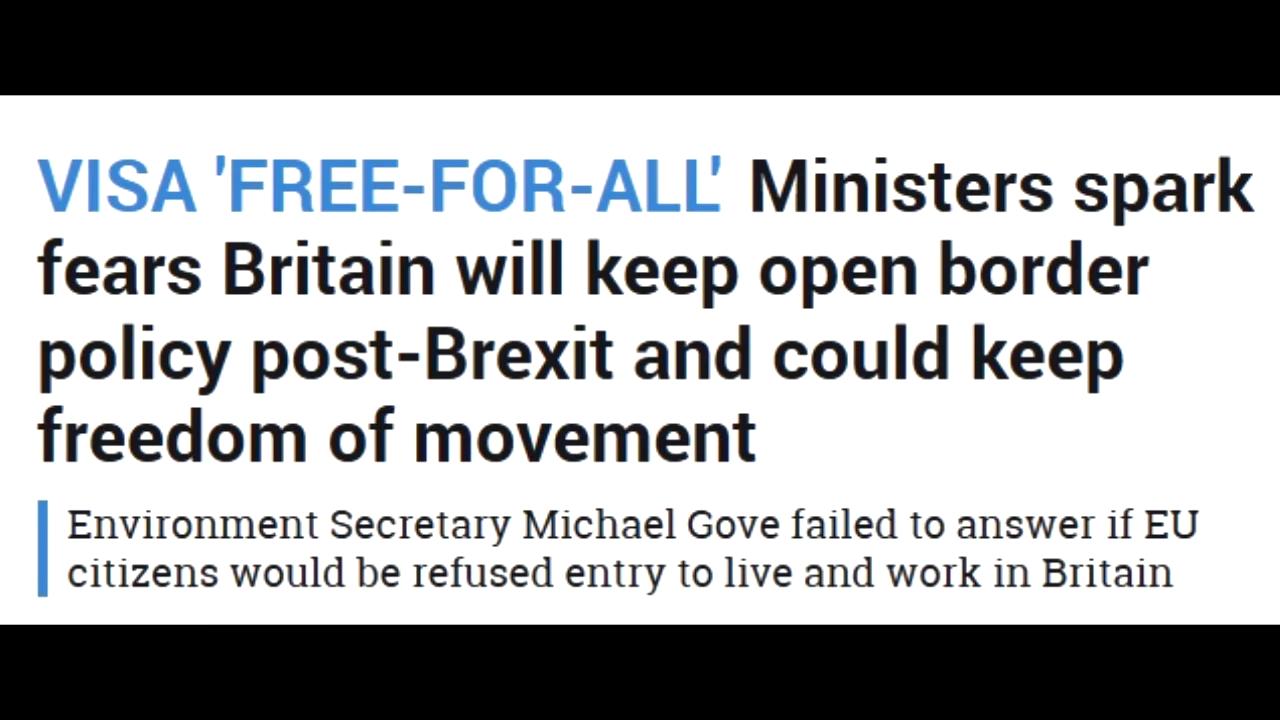 VISA 'FREE-FOR-ALL' Ministers spark
fears Britain will keep open border
policy post-Brexit and could keep
freedom of movement
Environment Secretary Michael Gove failed to answer if EU
citizens would be refused entry to live and work in Britain